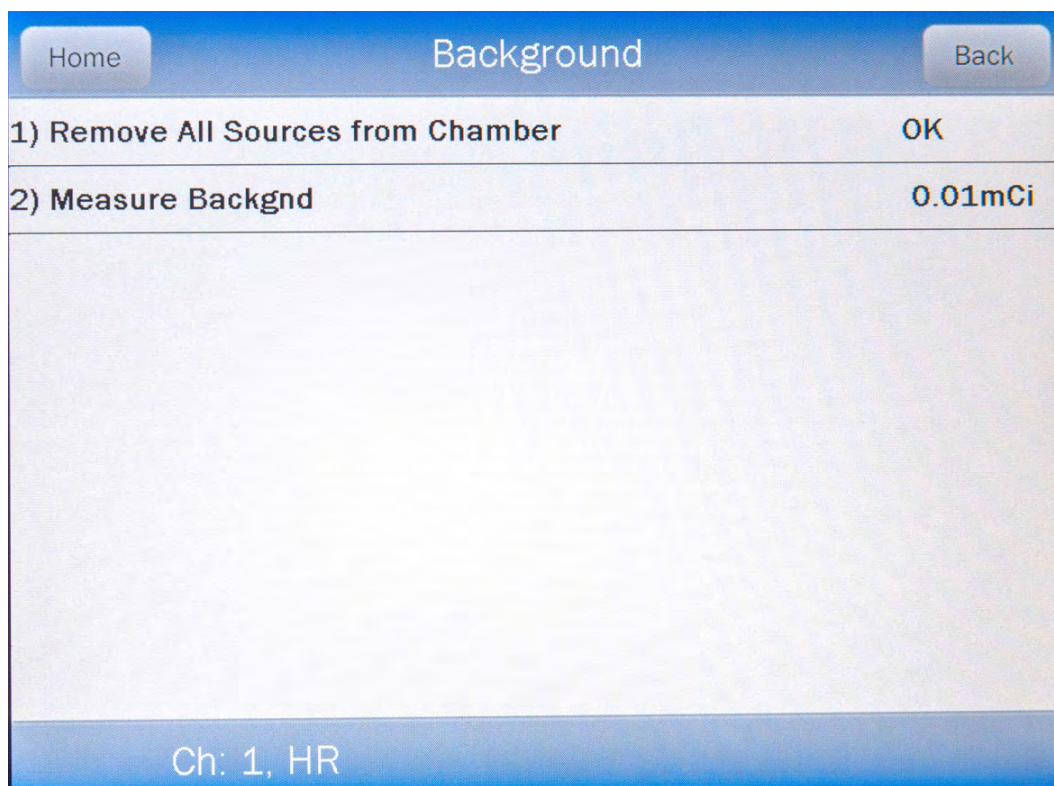 Home Background Back
1) Remove All Sources from Chamber OK
2) Measure Backgnd 0.01mCi
Ch: 1, HR